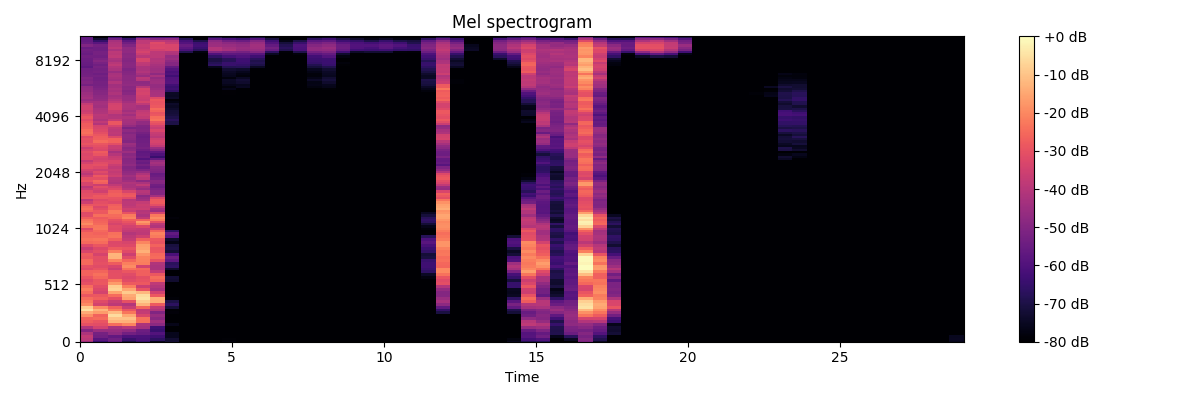 Mel spectrogram
8192
4096
2048
1024
512
0
Hz
0 5 10 15 20 25
Time
+0 dB
-10 dB
-20 dB
-30 dB
-40 dB
-50 dB
-60 dB
-70 dB
-80 dB